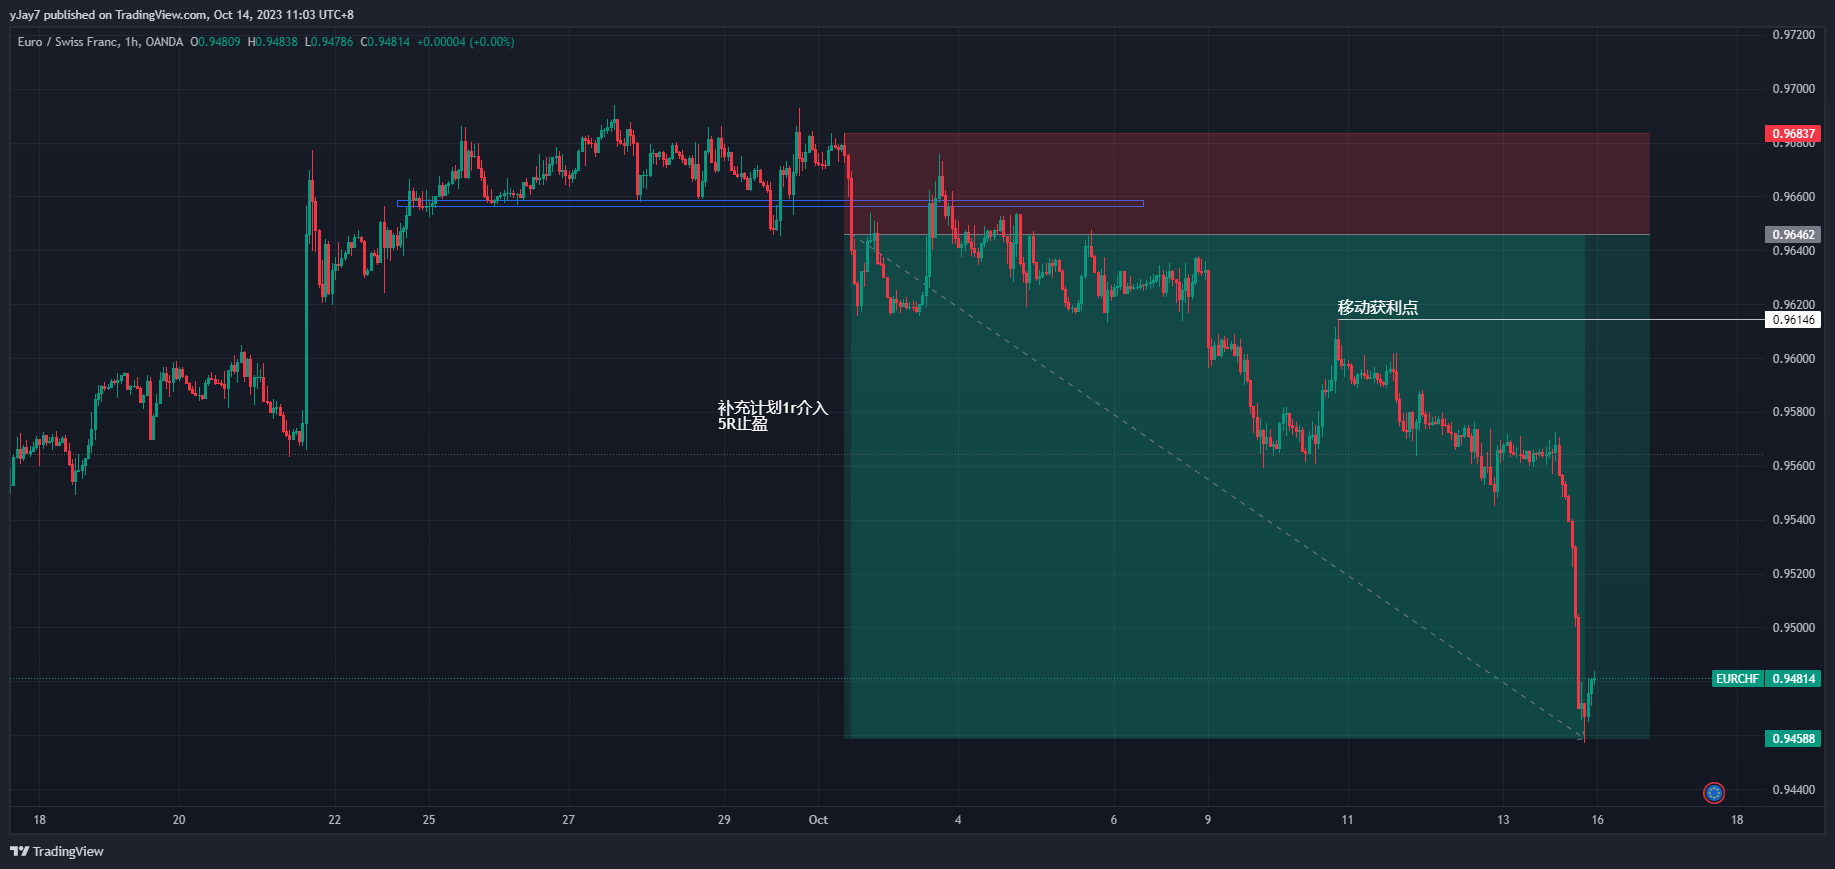 yJay7 published on TradingView.com, Oct 14, 2023 11:03 UTC+8
Euro / Swiss Franc, 1h, OANDA O0.94809 H0.94838 L0.94786 C0.94814 +0.00004 (+0.00%)
0.97200
0.97000
0.96837
0.96800
0.96600
0.96462
0.96400
0.96200
移动获利点
0.96146
0.96000
补充计划1r介入
5R止盈
0.95800
0.95600
0.95400
0.95200
0.95000
EURCHF 0.94814
0.94588
0.94400
18 20 22 25 27 29 Oct 4 6 9 11 13 16 18
TradingView